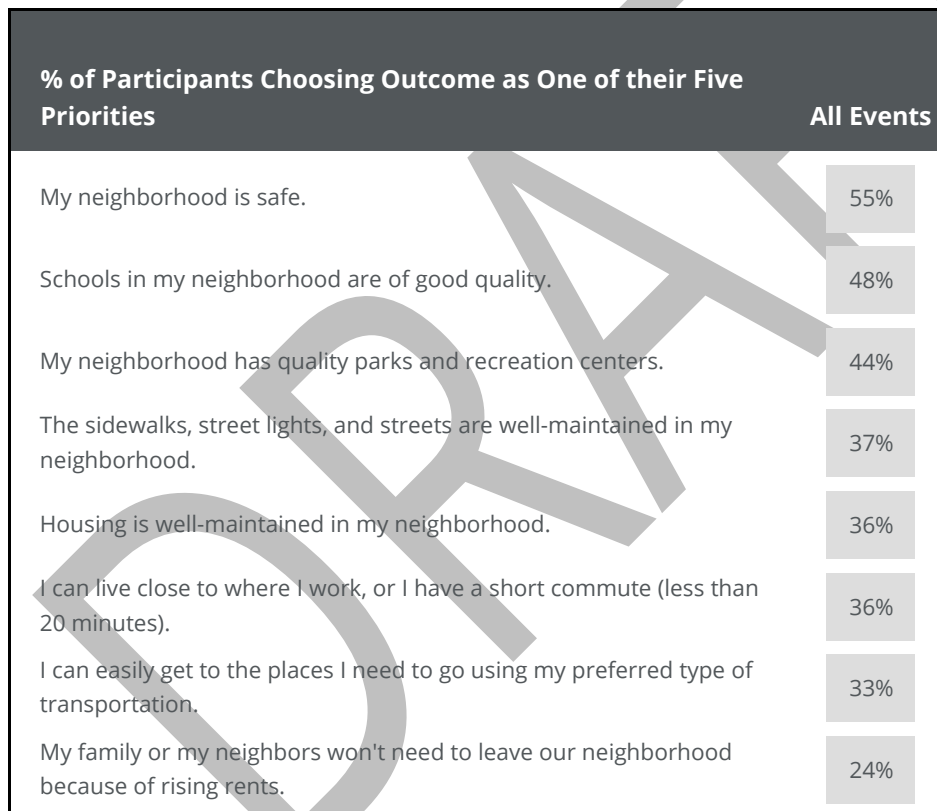 % of Participants Choosing Outcome as One of their Five
Priorities
All Events
My neighborhood is safe.
55%
Schools in my neighborhood are of good quality.
48%
My neighborhood has quality parks and recreation centers.
44%
The sidewalks, street lights, and streets are well-maintained in my
neighborhood.
37%
Housing is well-maintained in my neighborhood.
36%
I can live close to where I work, or I have a short commute (less than
20 minutes).
36%
I can easily get to the places I need to go using my preferred type of
transportation.
33%
My family or my neighbors won't need to leave our neighborhood
because of rising rents.
24%
DRA